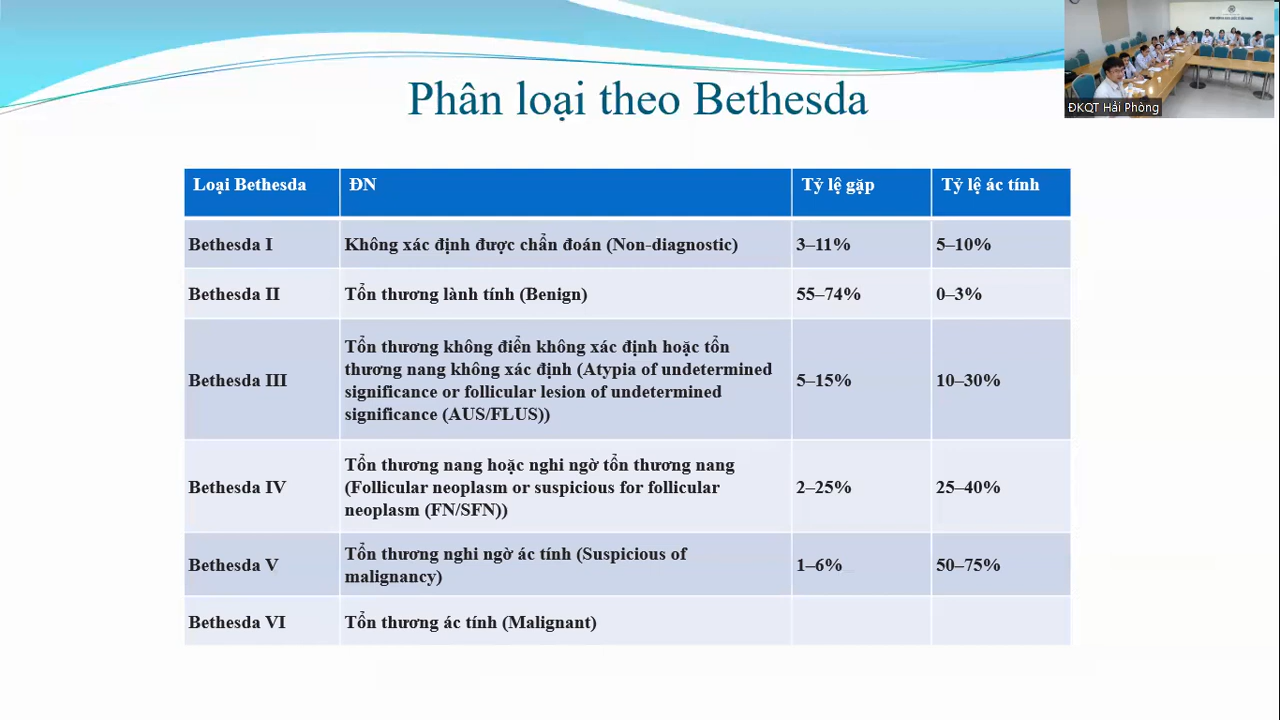 Phân loại theo Bethesda
ĐKQT Hải Phòng
Loại Bethesda ĐN Tỷ lệ gặp Tỷ lệ ác tính
Bethesda I Không xác định được chẩn đoán (Non-diagnostic) 3–11% 5–10%
Bethesda II Tổn thương lành tính (Benign) 55–74% 0–3%
Tổn thương không điển không xác định hoặc tổn
thương nang không xác định (Atypia of undetermined
Bethesda III 5–15% 10–30%
significance or follicular lesion of undetermined
significance (AUS/FLUS))
Tổn thương nang hoặc nghi ngờ tổn thương nang
Bethesda IV (Follicular neoplasm or suspicious for follicular 2–25% 25–40%
neoplasm (FN/SFN))
Tổn thương nghi ngờ ác tính (Suspicious of
Bethesda V 1–6% 50–75%
malignancy)
Bethesda VI Tổn thương ác tính (Malignant)